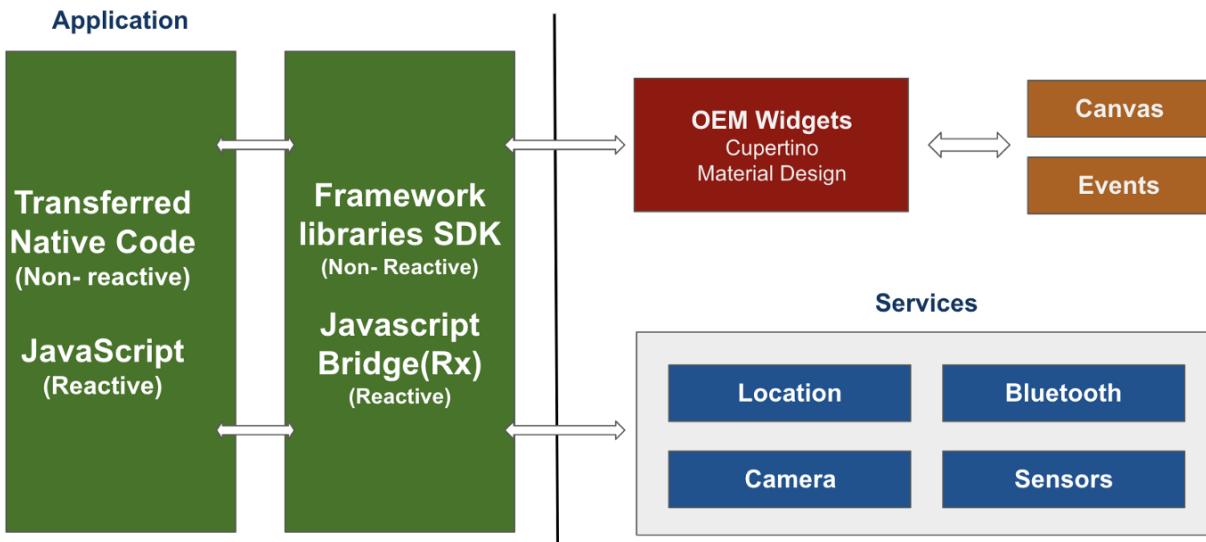 Application
Transferred
Native Code
(Non- reactive)
JavaScript
(Reactive)
Framework
libraries SDK
(Non- Reactive)
Javascript
Bridge(Rx)
(Reactive)
OEM Widgets
Cupertino
Material Design
Canvas
Events
Services
Location
Bluetooth
Camera
Sensors